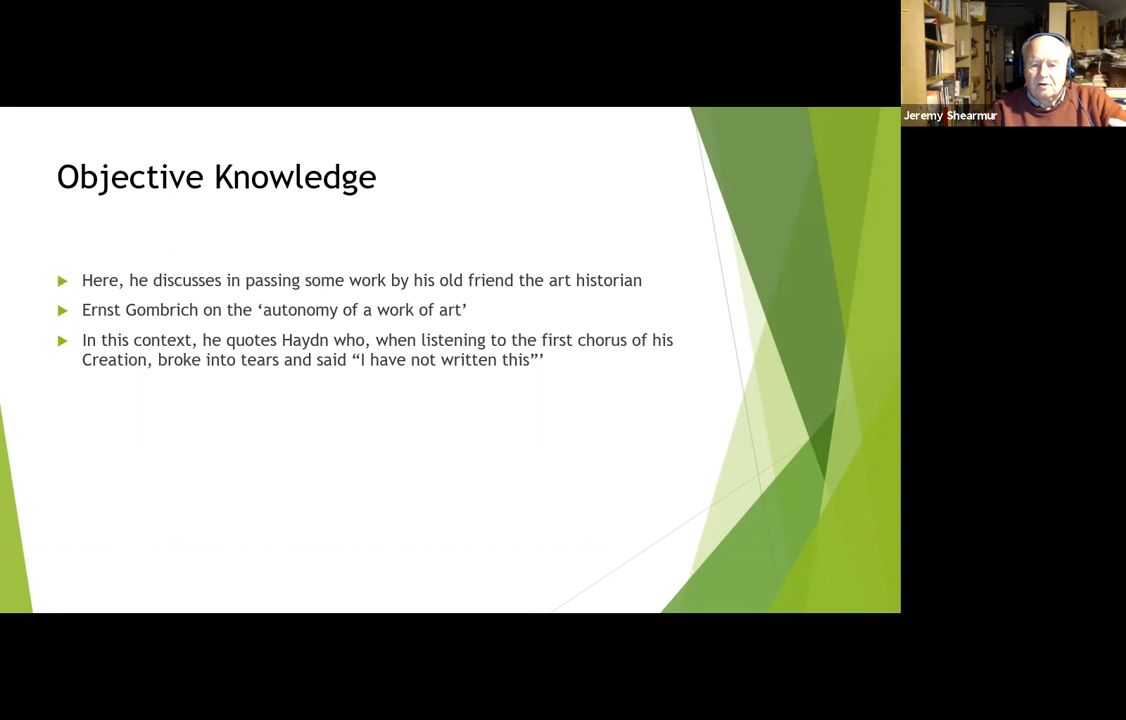 Jeremy Shearmur
Objective Knowledge
Here, he discusses in passing some work by his old friend the art historian
Ernst Gombrich on the ‘autonomy of a work of art’
In this context, he quotes Haydn who, when listening to the first chorus of his
Creation, broke into tears and said “I have not written this”’